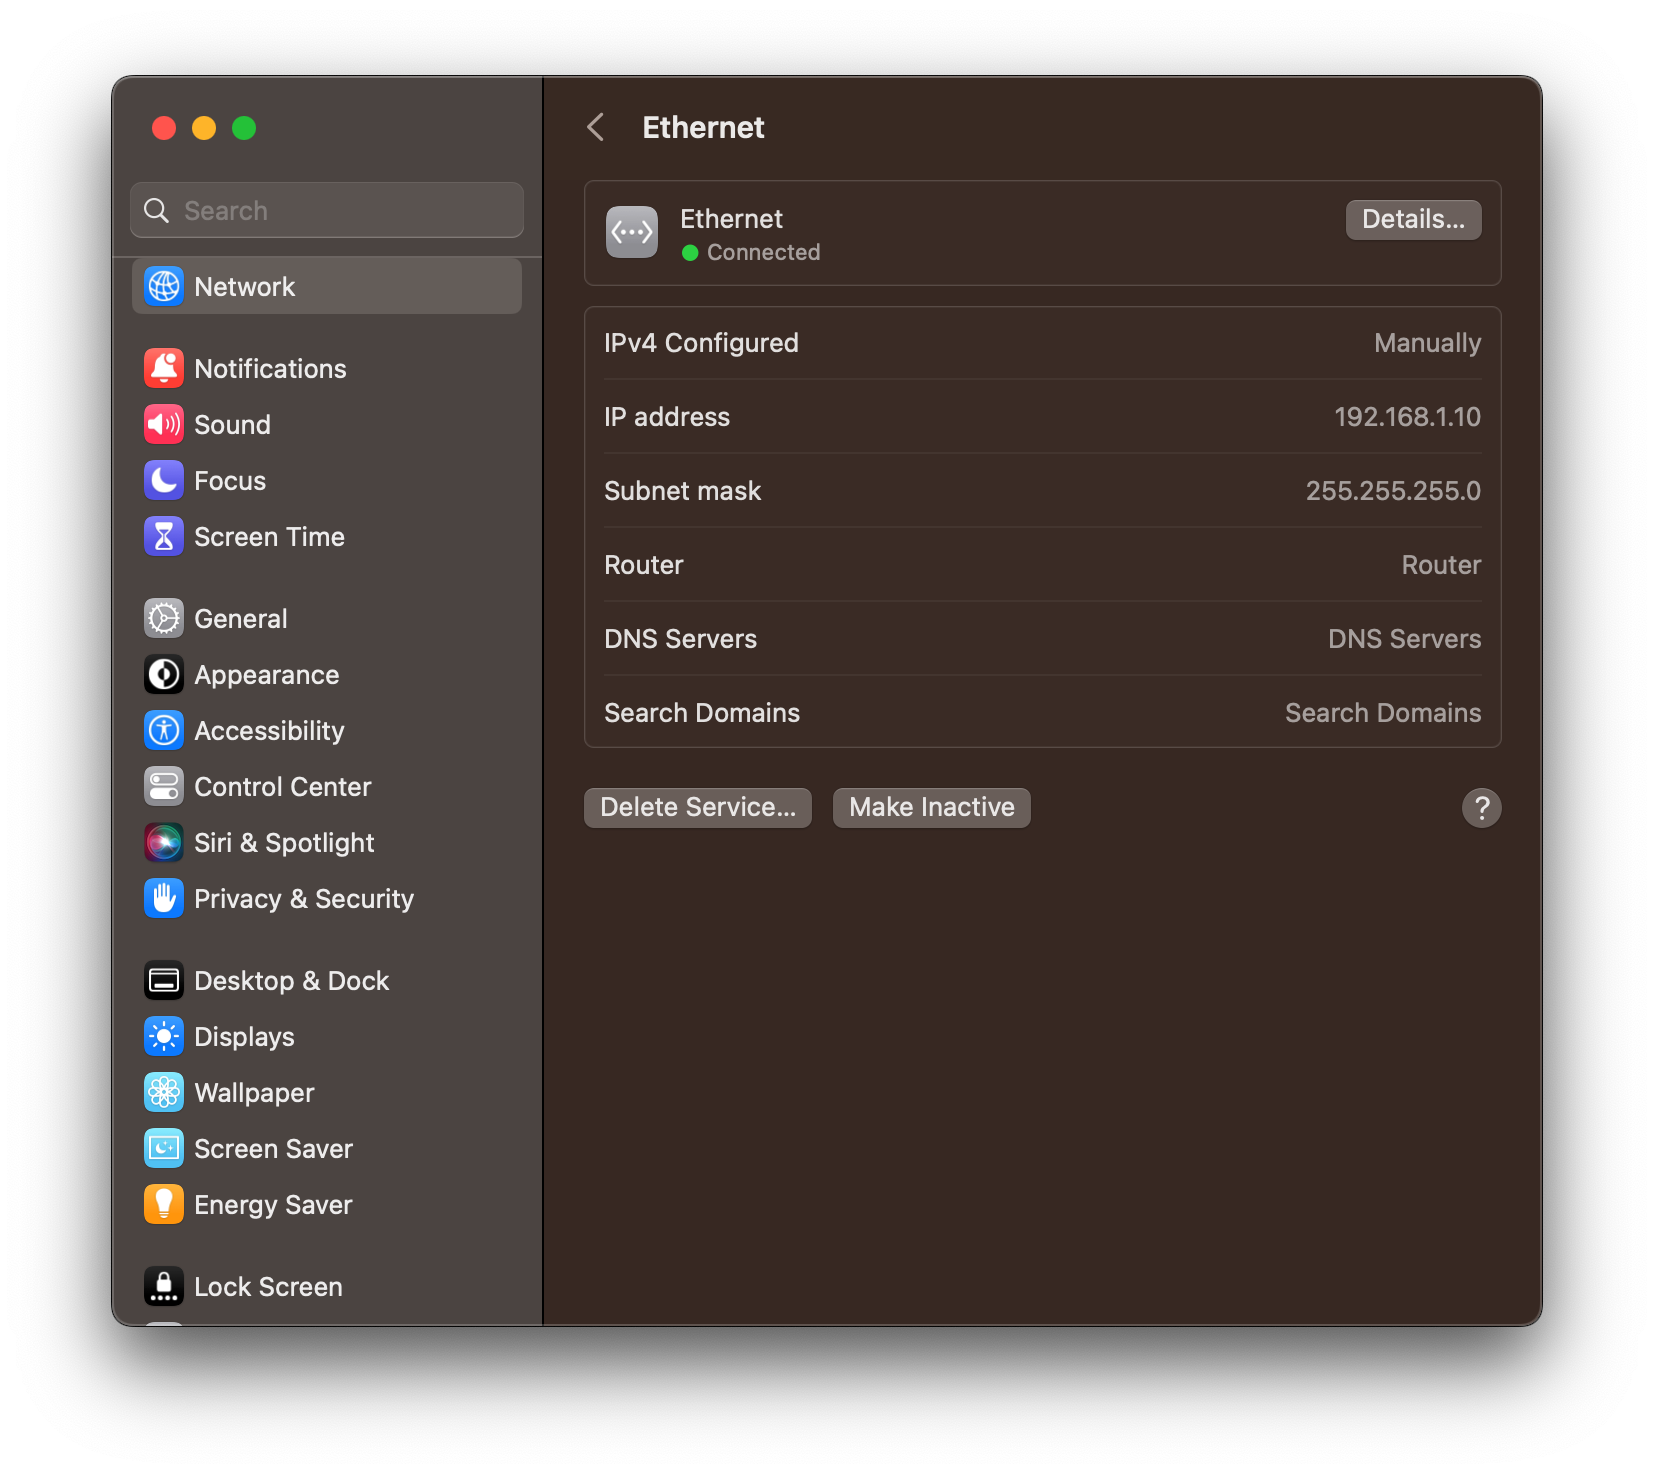 Search
Network
Notifications
Sound
Focus
Screen Time
General
Appearance
Accessibility
Control Center
Siri & Spotlight
Privacy & Security
Desktop & Dock
Displays
Wallpaper
Screen Saver
Energy Saver
Lock Screen
Ethernet
Ethernet
Connected
Details...
IPv4 Configured Manually
IP address 192.168.1.10
Subnet mask 255.255.255.0
Router Router
DNS Servers DNS Servers
Search Domains Search Domains
Delete Service... Make Inactive ?